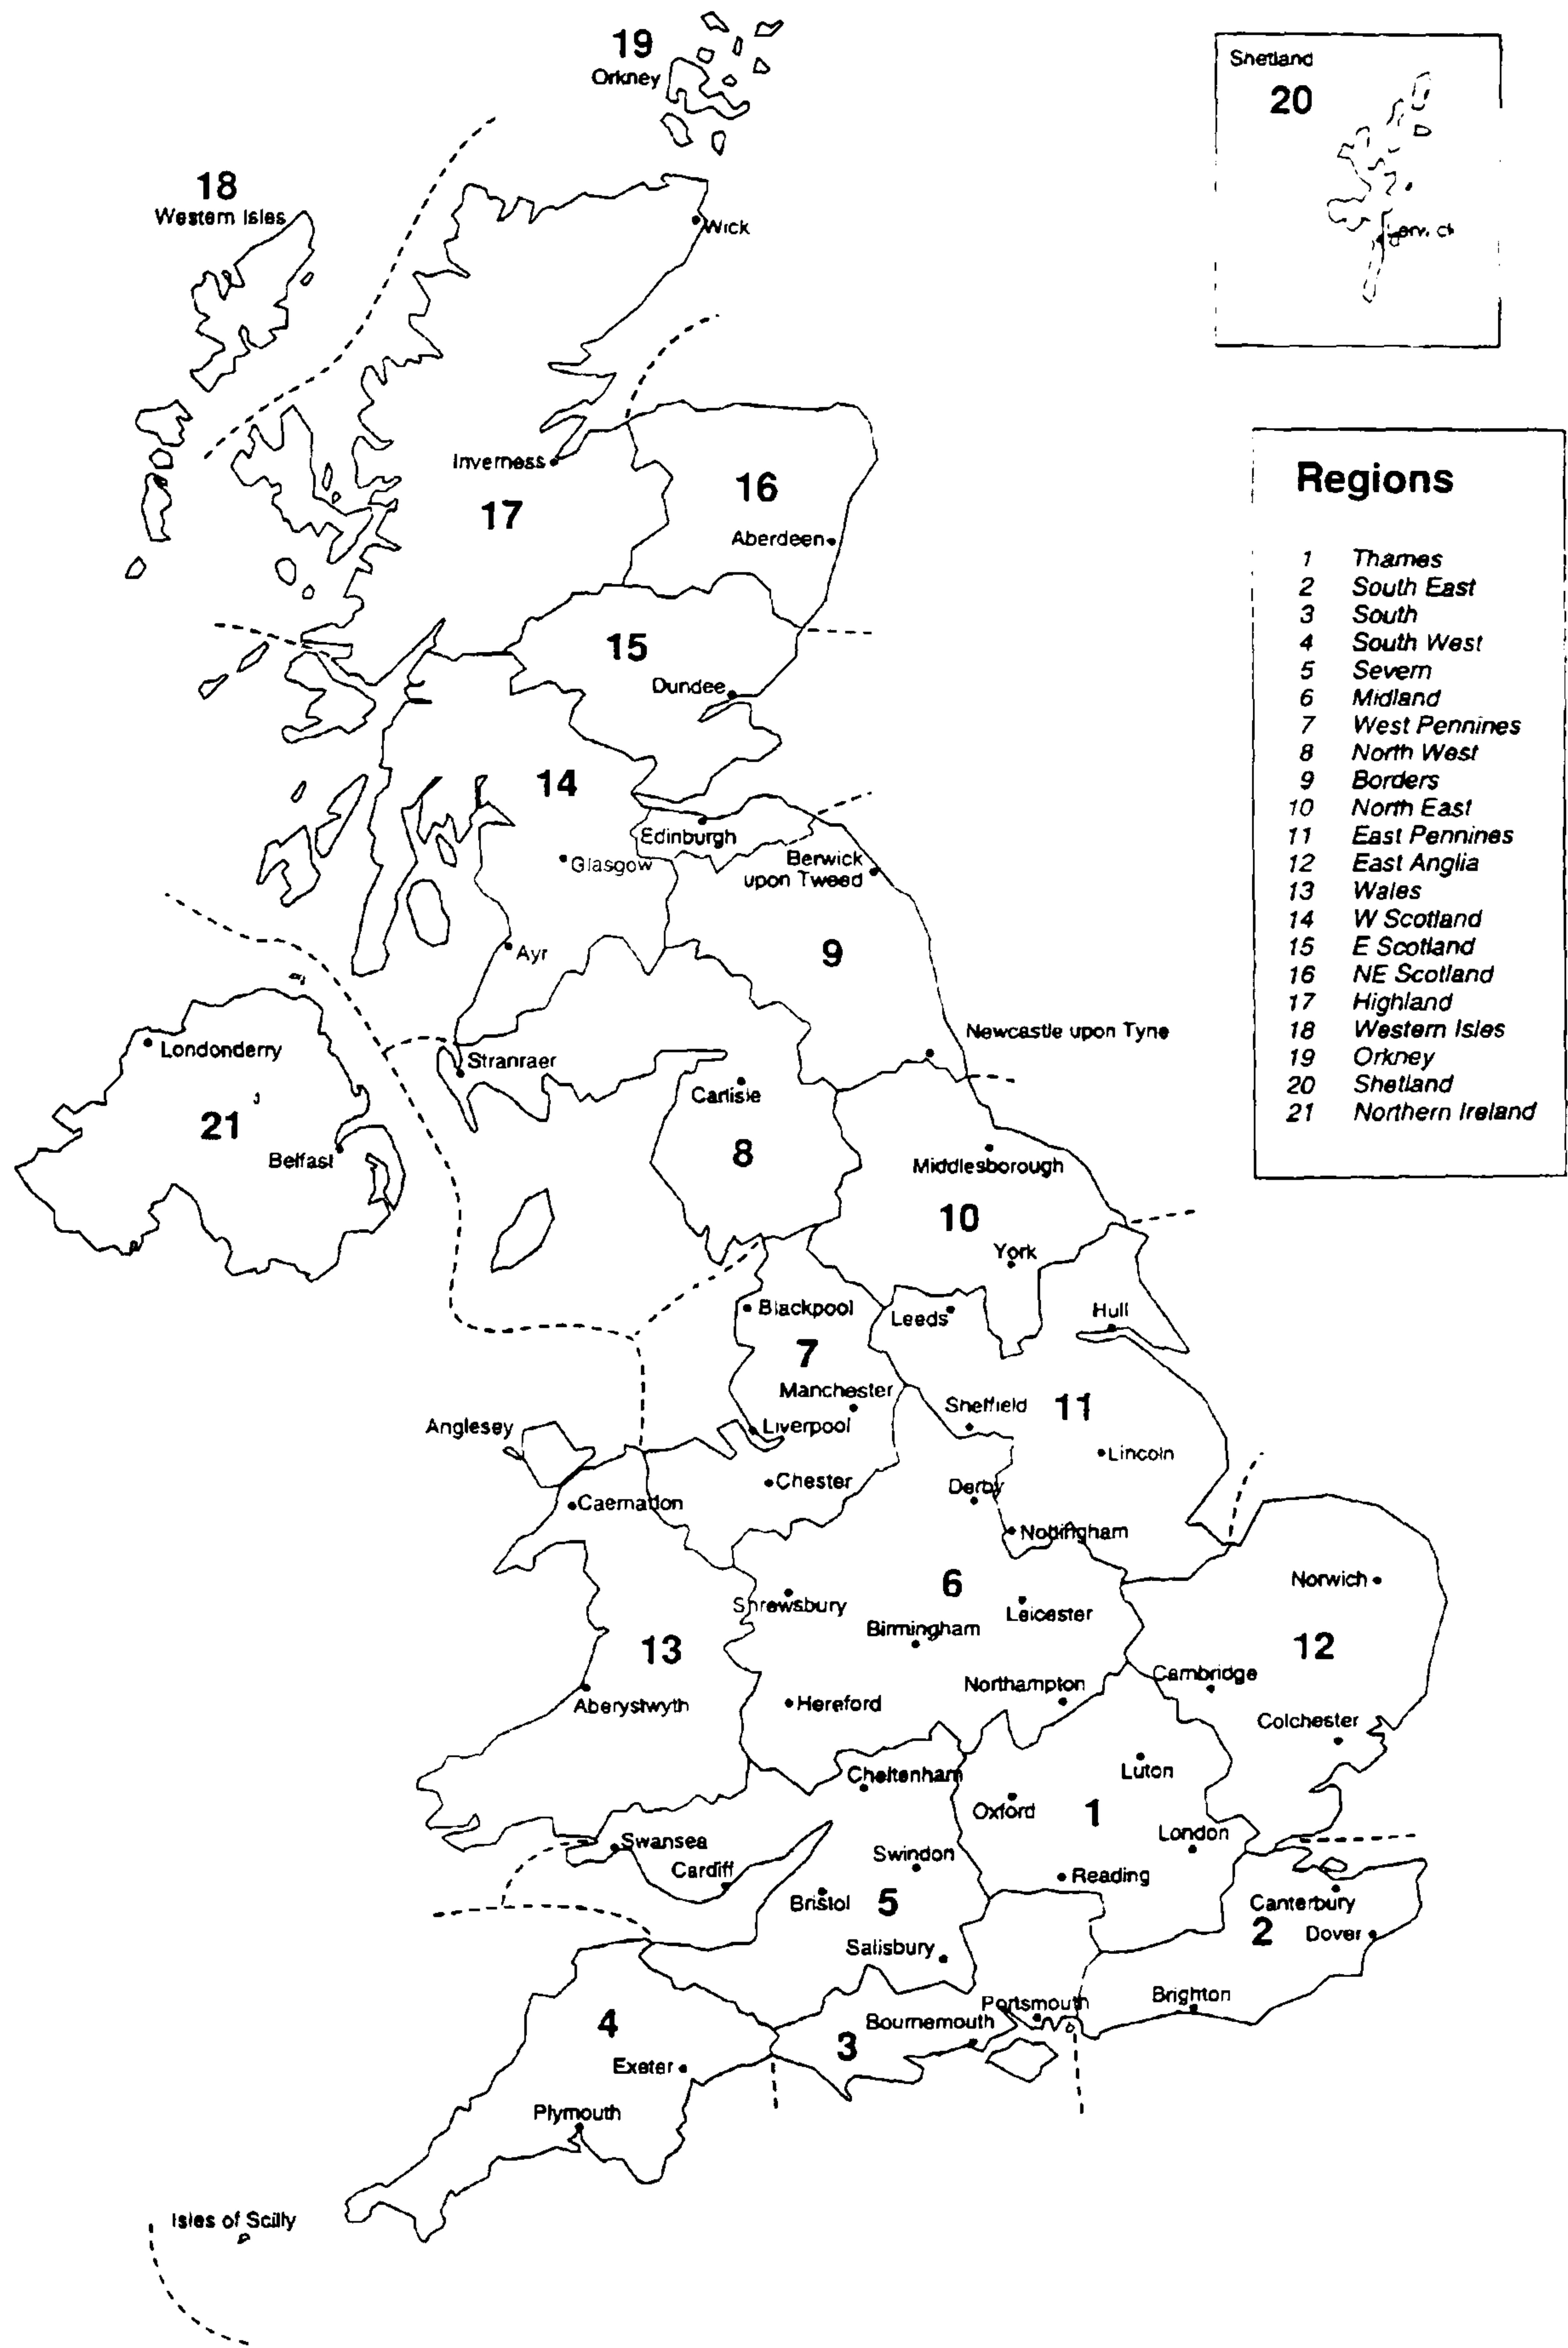 19
Orkney
Shetland
20
18
Western Isles
Wick
Inverness
17
16
Aberdeen
15
Dundee
14
Edinburgh
Glasgow
Berwick
upon Tweed
Ayr
9
Newcastle upon Tyne
Londonderry
Stranraer
Carlisle
21
Belfast
8
Middlesborough
10
York
Blackpool
Leeds
Hull
7
Manchester
Sheffield
11
Anglesey
Liverpool
Lincoln
Chester
Derby
Caernarfon
Nottingham
6
Norwich
Shrewsbury
Leicester
Birmingham
13
12
Cambridge
Northampton
Aberystwyth
Hereford
Colchester
Cheltenham
Luton
Oxford
1
London
Swansea
Swindon
Cardiff
Reading
Bristol
5
Canterbury
2
Dover
Salisbury
Brighton
Portsmouth
4
Bournemouth
3
Exeter
Plymouth
Isles of Scilly
Regions
1 Thames
2 South East
3 South
4 South West
5 Severn
6 Midland
7 West Pennines
8 North West
9 Borders
10 North East
11 East Pennines
12 East Anglia
13 Wales
14 W Scotland
15 E Scotland
16 NE Scotland
17 Highland
18 Western Isles
19 Orkney
20 Shetland
21 Northern Ireland